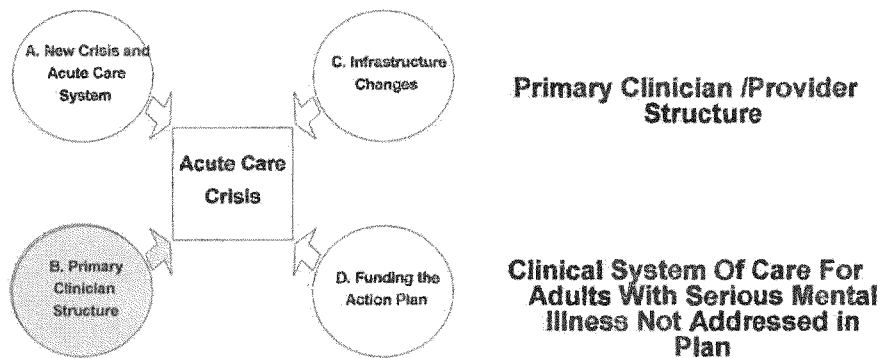 A. New Crisis and
Acute Care
System
C. Infrastructure
Changes
Acute Care
Crisis
B. Primary
Clinician
Structure
D. Funding the
Action Plan
Primary Clinician /Provider
Structure
Clinical System Of Care For
Adults With Serious Mental
Illness Not Addressed in
Plan